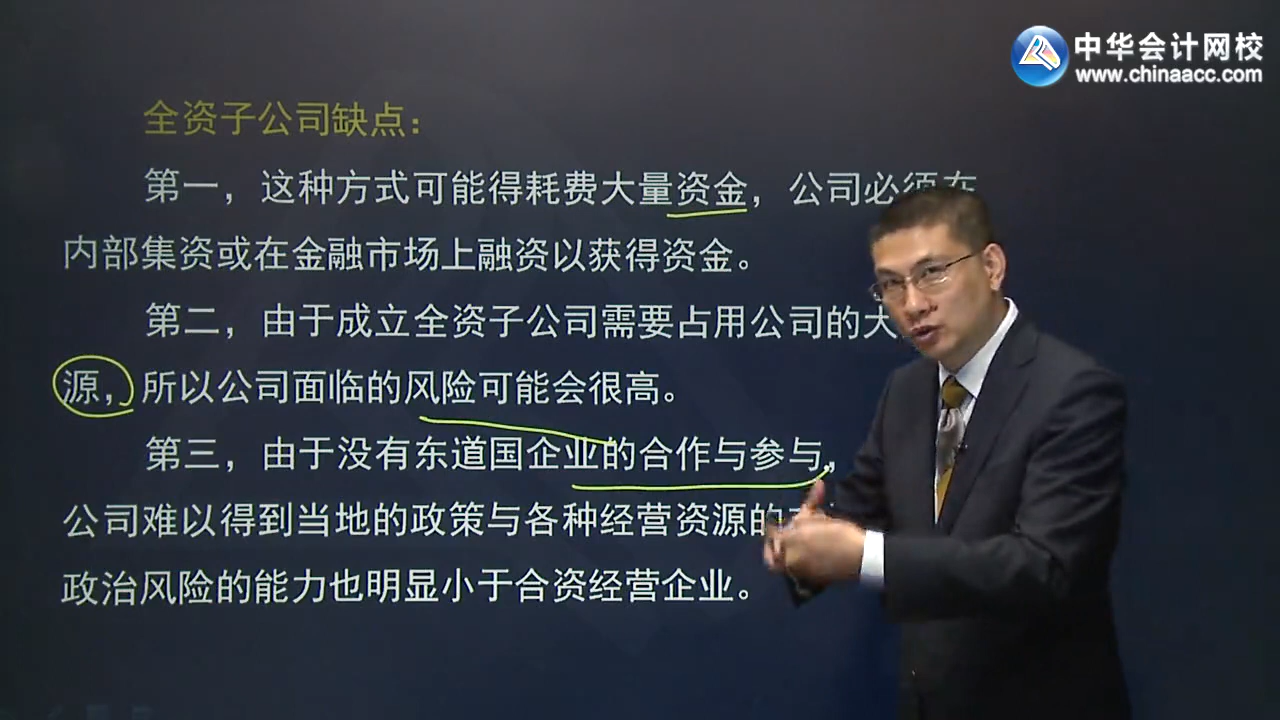 中华会计网校
www.chinaacc.com
全资子公司缺点：
第一，这种方式可能得耗费大量资金，公司必须在
内部集资或在金融市场上融资以获得资金。
第二，由于成立全资子公司需要占用公司的大
源，所以公司面临的风险可能会很高。
第三，由于没有东道国企业的合作与参与，
公司难以得到当地的政策与各种经营资源的
政治风险的能力也明显小于合资经营企业。